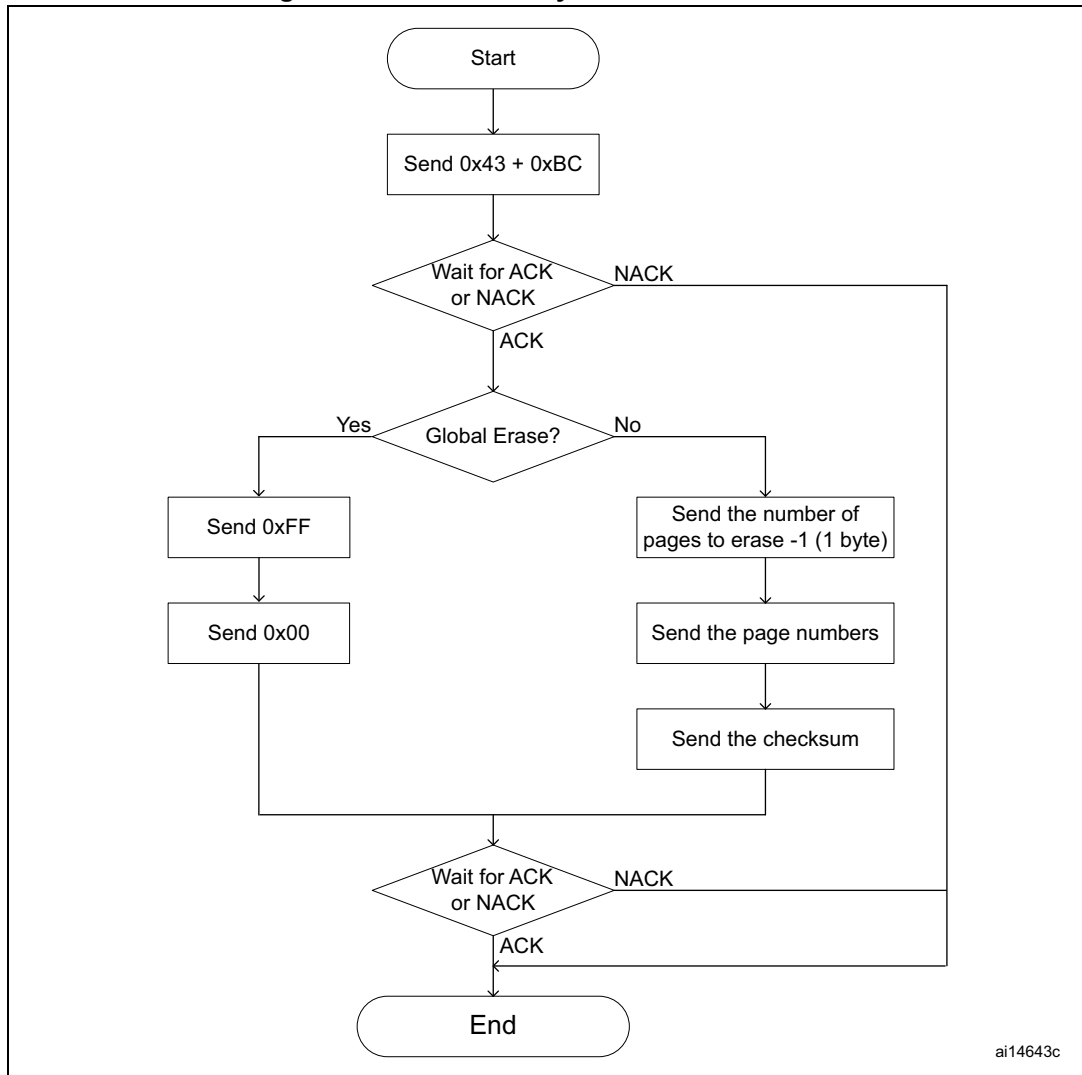 Start
Send 0x43 + 0xBC
Wait for ACK
or NACK
NACK
ACK
Global Erase?
Yes
No
Send 0xFF
Send 0x00
Send the number of
pages to erase -1 (1 byte)
Send the page numbers
Send the checksum
Wait for ACK
or NACK
NACK
ACK
End
ai14643c